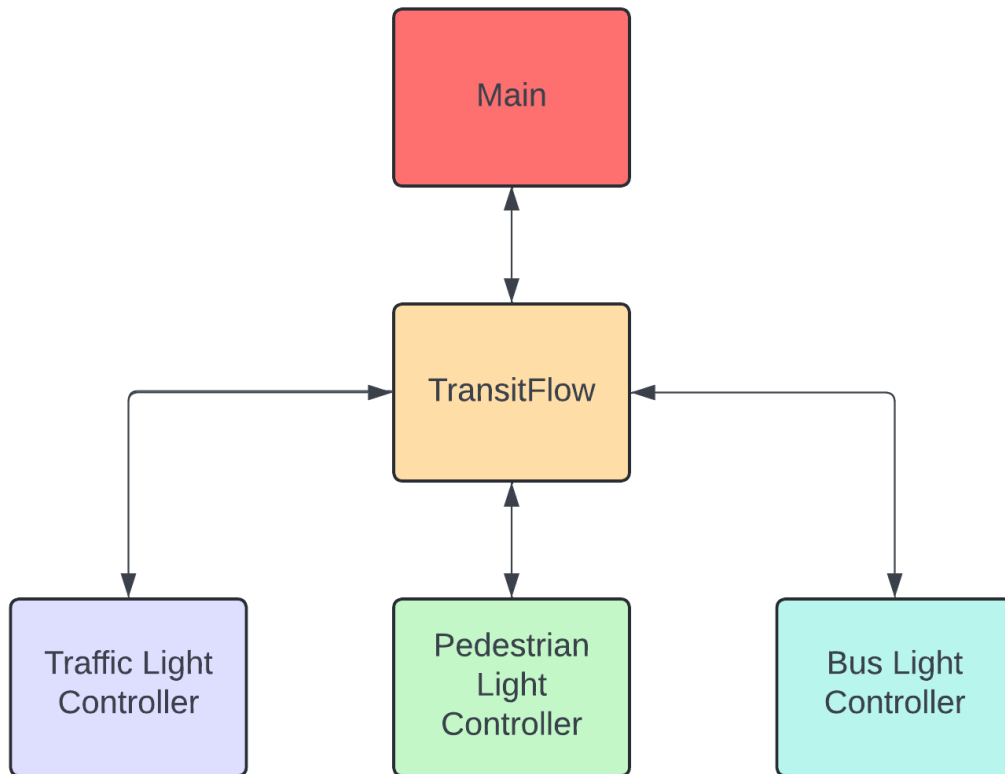 Main
TransitFlow
Traffic Light
Controller
Pedestrian
Light
Controller
Bus Light
Controller